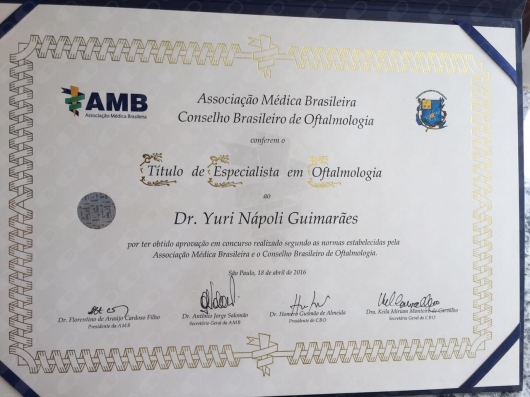 AMB
Associação Médica Brasileira
Associação Médica Brasileira
Conselho Brasileiro de Oftalmologia
conferem o
Título de Especialista em Oftalmologia
ao
Dr. Yuri Nápoli Guimarães
por ter obtido aprovação em concurso realizado segundo as normas estabelecidas pela
Associação Médica Brasileira e o Conselho Brasileiro de Oftalmologia.
São Paulo, 18 de abril de 2016
Dr. Florentino de Araújo Cardoso Filho
Presidente da AMB
Dr. Antônio Jorge Salomão
Secretário Geral da AMB
Dr. Homero Gusmão de Almeida
Presidente do CBO
Dra. Keila Miriam Monteiro de Carvalho
Secretária Geral do CBO